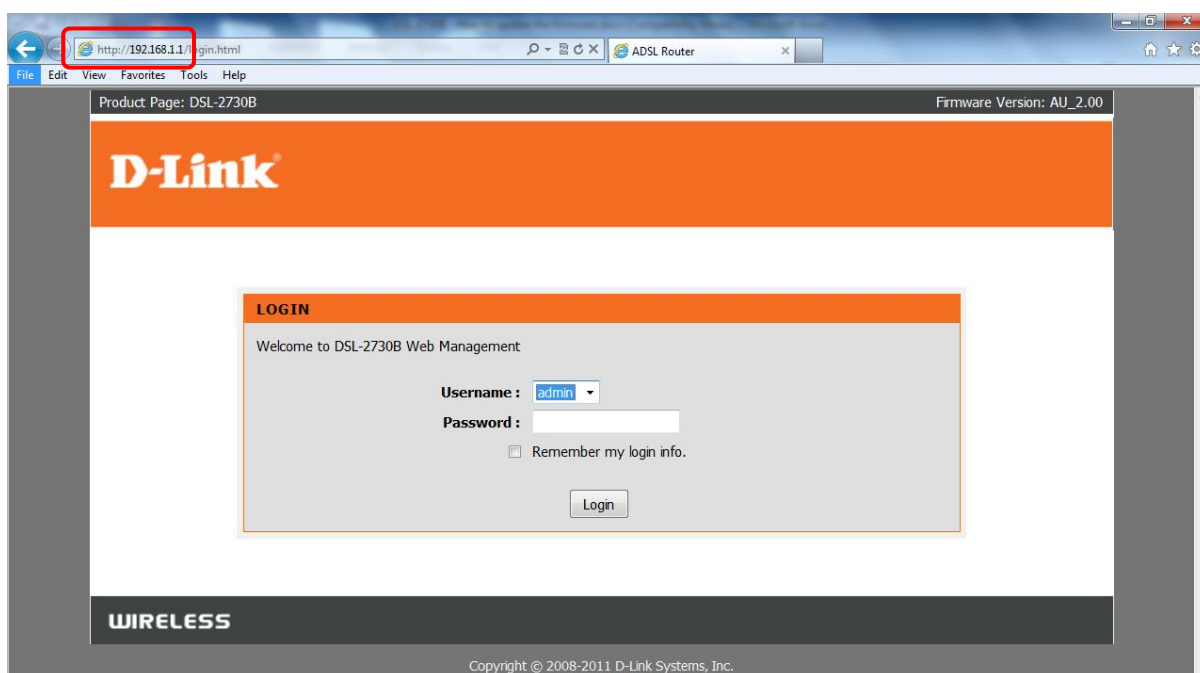 http://192.168.1.1/login.html
ADSL Router
File Edit View Favorites Tools Help
Product Page: DSL-2730B
Firmware Version: AU_2.00
D-Link
LOGIN
Welcome to DSL-2730B Web Management
Username : admin
Password :
Remember my login info.
Login
WIRELESS
Copyright © 2008-2011 D-Link Systems, Inc.